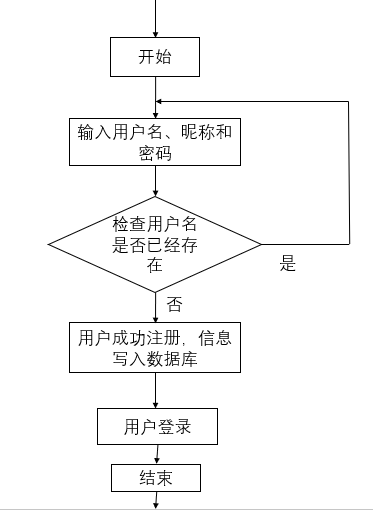 开始
输入用户名、昵称和
密码
检查用户名
是否已经存
在
是
否
用户成功注册，信息
写入数据库
用户登录
结束